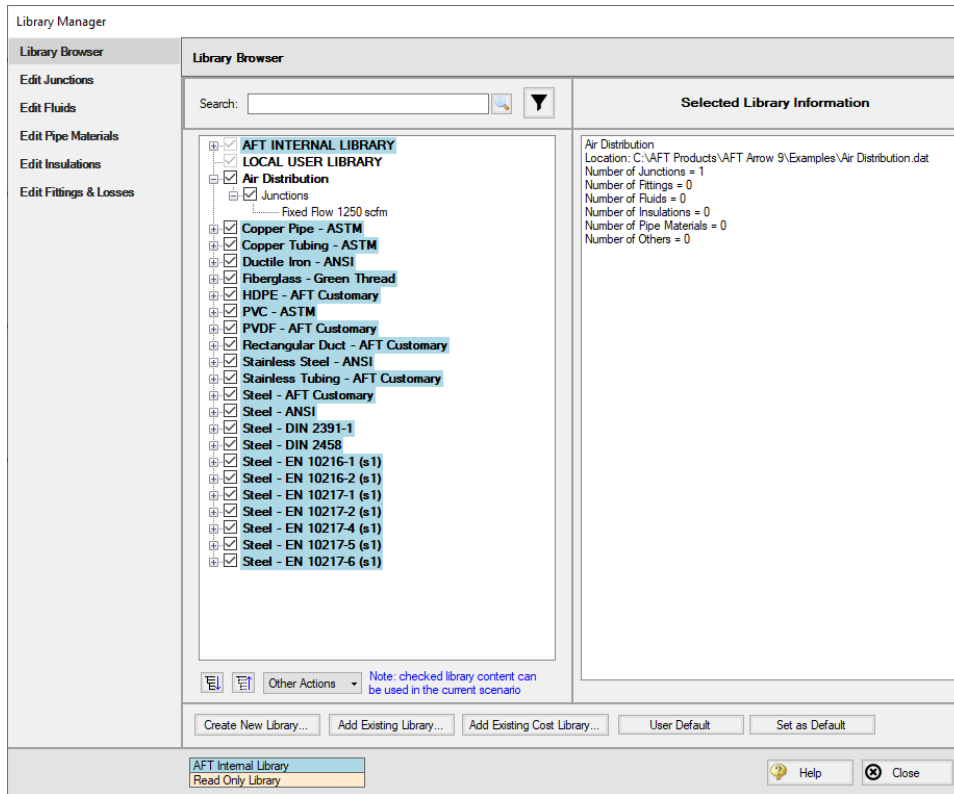 Library Manager
Library Browser
Edit Junctions
Edit Fluids
Edit Pipe Materials
Edit Insulations
Edit Fittings & Losses
Library Browser
Search:
AFT INTERNAL LIBRARY
LOCAL USER LIBRARY
Air Distribution
Junctions
Fixed Flow 1250 scfm
Copper Pipe - ASTM
Copper Tubing - ASTM
Ductile Iron - ANSI
Fiberglass - Green Thread
HDPE - AFT Customary
PVC - ASTM
PVDF - AFT Customary
Rectangular Duct - AFT Customary
Stainless Steel - ANSI
Stainless Tubing - AFT Customary
Steel - AFT Customary
Steel - ANSI
Steel - DIN 2391-1
Steel - DIN 2458
Steel - EN 10216-1 (s1)
Steel - EN 10216-2 (s1)
Steel - EN 10217-1 (s1)
Steel - EN 10217-2 (s1)
Steel - EN 10217-4 (s1)
Steel - EN 10217-5 (s1)
Steel - EN 10217-6 (s1)
Other Actions
Note: checked library content can
be used in the current scenario
Selected Library Information
Air Distribution
Location: C:\AFT Products\AFT Arrow 9\Examples\Air Distribution.dat
Number of Junctions = 1
Number of Fittings = 0
Number of Fluids = 0
Number of Insulations = 0
Number of Pipe Materials = 0
Number of Others = 0
Create New Library...
Add Existing Library...
Add Existing Cost Library...
User Default
Set as Default
AFT Internal Library
Read Only Library
Help
Close